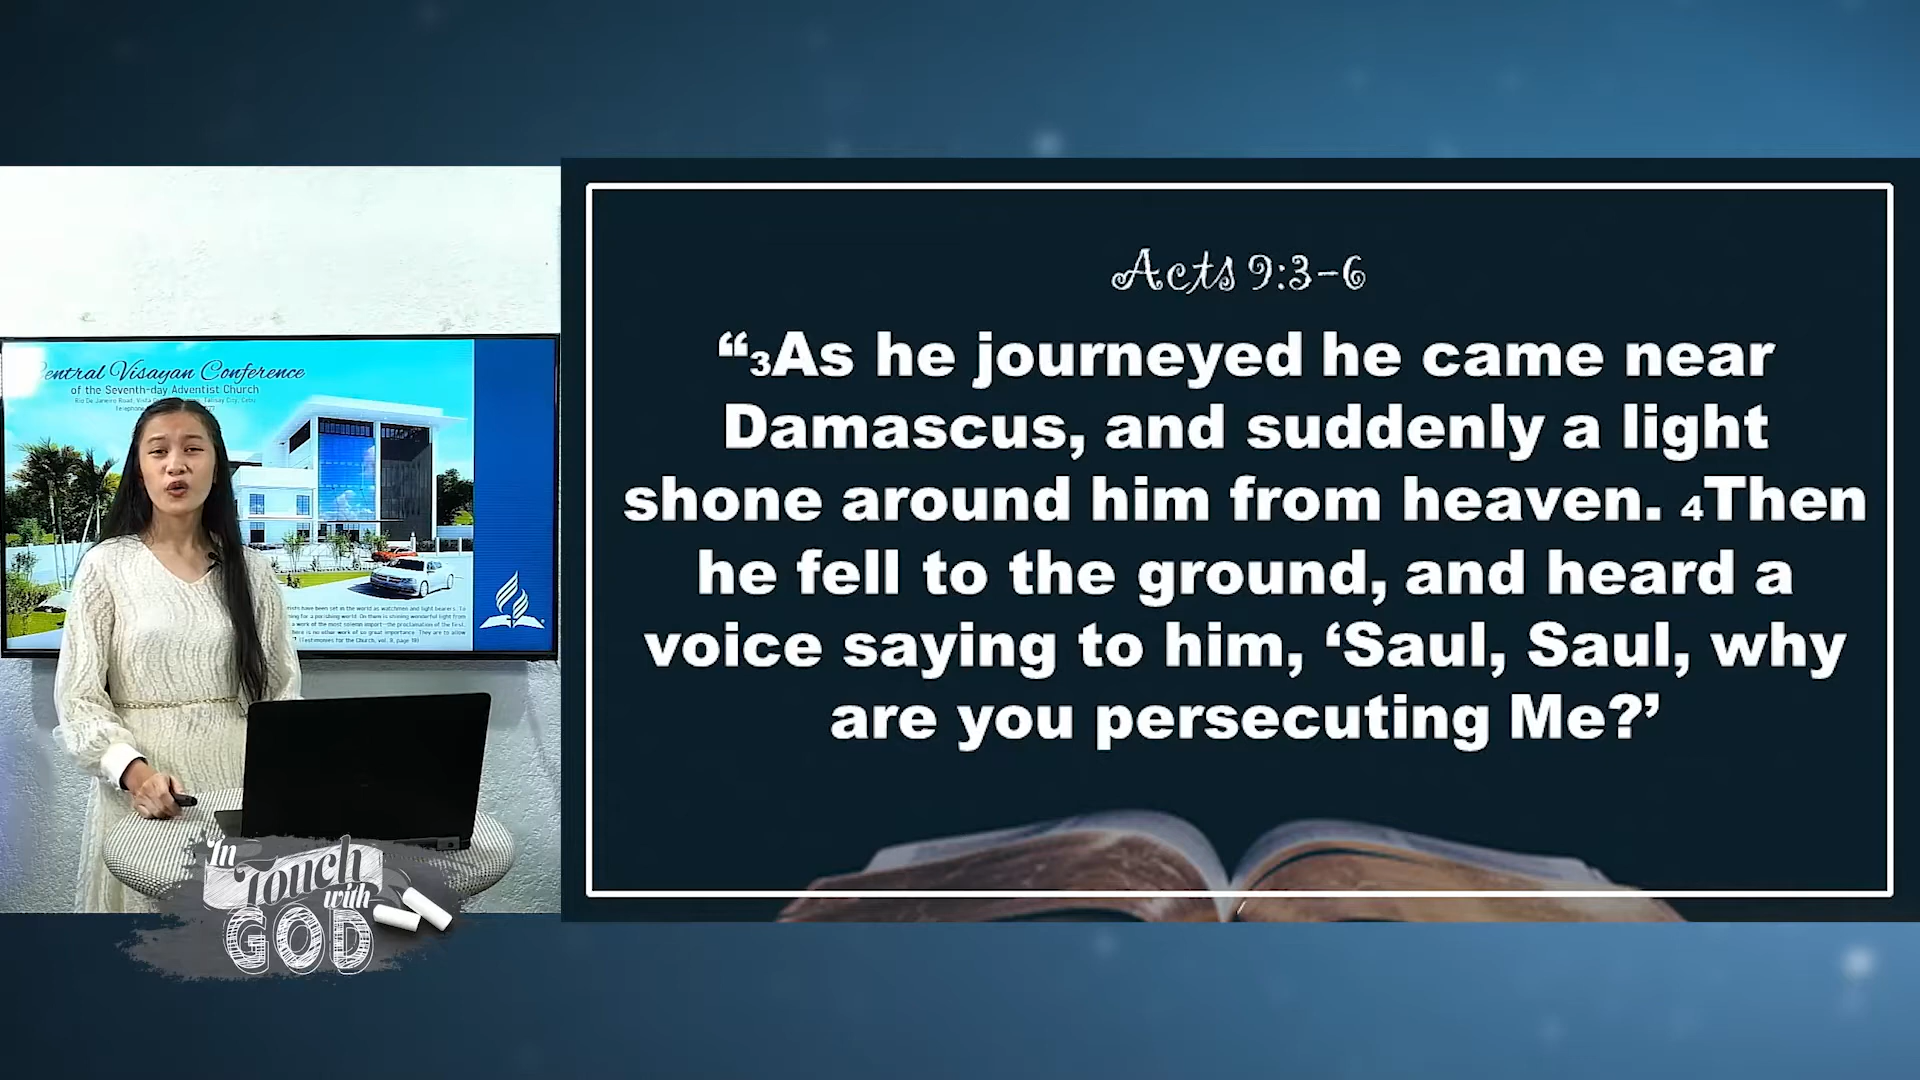 Central Visayan Conference
of the Seventh-day Adventist Church
Acts 9:3-6
“3As he journeyed he came near
Damascus, and suddenly a light
shone around him from heaven. 4Then
he fell to the ground, and heard a
voice saying to him, ‘Saul, Saul, why
are you persecuting Me?’
In
Touch
with
GOD